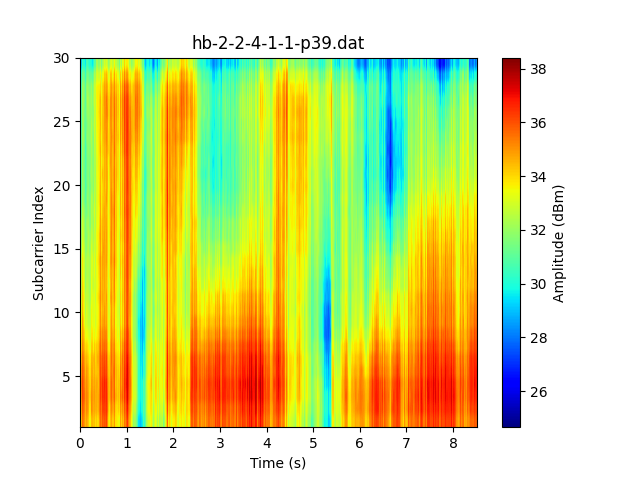 hb-2-2-4-1-1-p39.dat
30
25
20
15
10
5
Subcarrier Index
0 1 2 3 4 5 6 7 8
Time (s)
38
36
34
32
30
28
26
Amplitude (dBm)